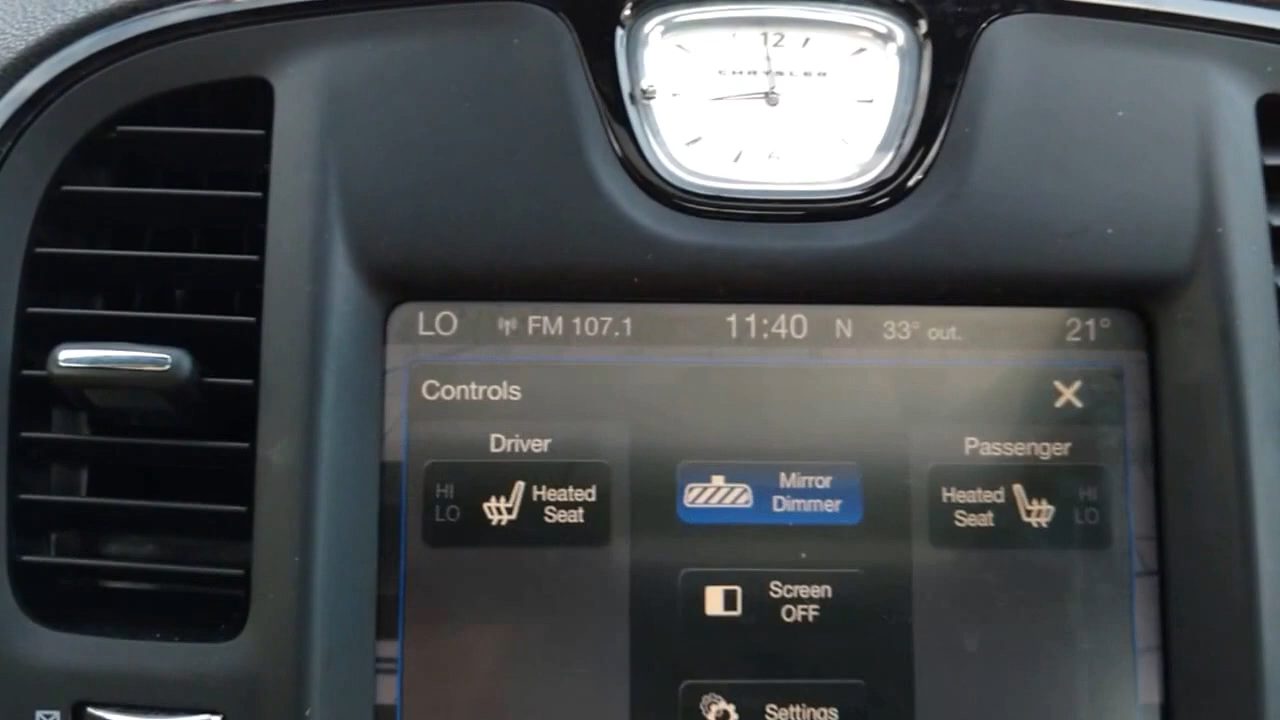 12
CHRYSLER
6
LO FM 107.1 11:40 N 33° out. 21°
Controls
Driver
HI
LO
Heated
Seat
Mirror
Dimmer
Passenger
Heated
Seat
HI
LO
Screen
OFF
Settings